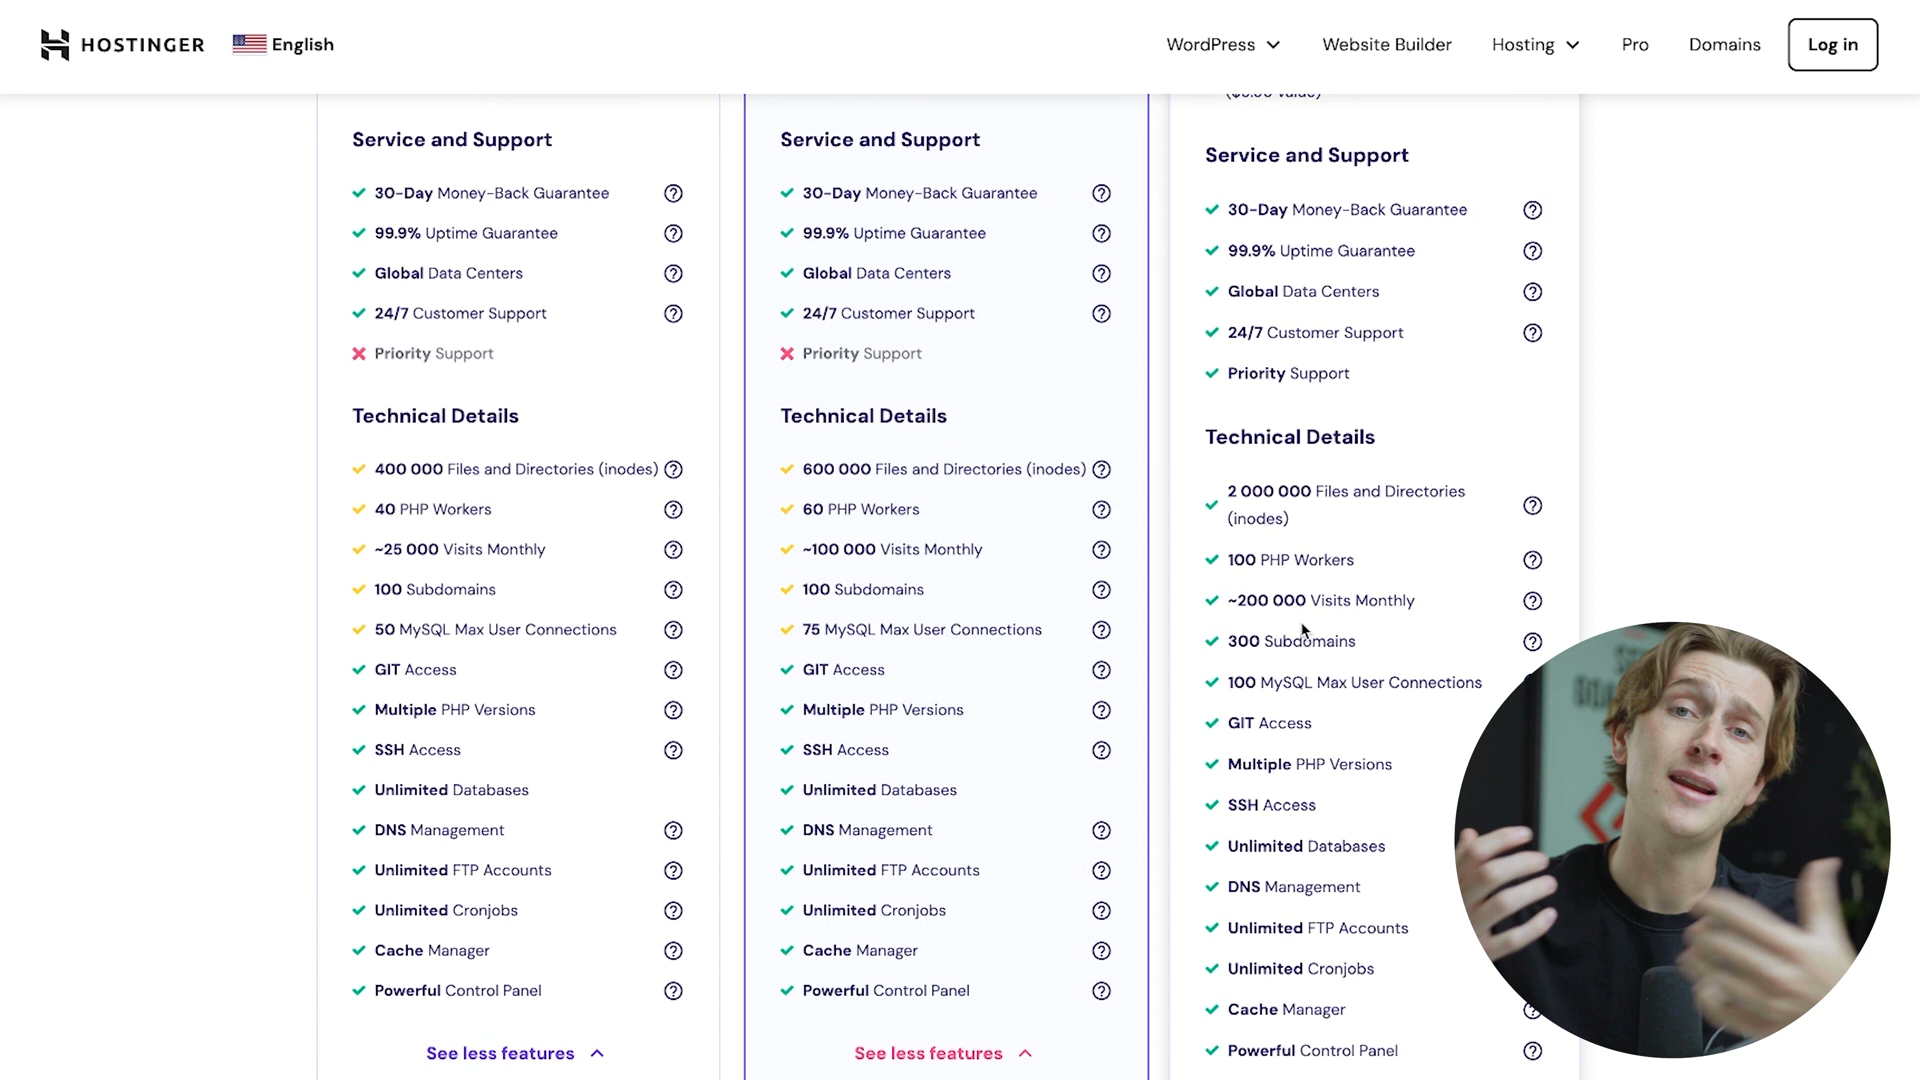 HOSTINGER
English
WordPress
Website Builder
Hosting
Pro
Domains
Log in
Service and Support
30-Day Money-Back Guarantee
99.9% Uptime Guarantee
Global Data Centers
24/7 Customer Support
Priority Support
Technical Details
400 000 Files and Directories (inodes)
40 PHP Workers
~25 000 Visits Monthly
100 Subdomains
50 MySQL Max User Connections
GIT Access
Multiple PHP Versions
SSH Access
Unlimited Databases
DNS Management
Unlimited FTP Accounts
Unlimited Cronjobs
Cache Manager
Powerful Control Panel
See less features
Service and Support
30-Day Money-Back Guarantee
99.9% Uptime Guarantee
Global Data Centers
24/7 Customer Support
Priority Support
Technical Details
600 000 Files and Directories (inodes)
60 PHP Workers
~100 000 Visits Monthly
100 Subdomains
75 MySQL Max User Connections
GIT Access
Multiple PHP Versions
SSH Access
Unlimited Databases
DNS Management
Unlimited FTP Accounts
Unlimited Cronjobs
Cache Manager
Powerful Control Panel
See less features
Service and Support
30-Day Money-Back Guarantee
99.9% Uptime Guarantee
Global Data Centers
24/7 Customer Support
Priority Support
Technical Details
2 000 000 Files and Directories
(inodes)
100 PHP Workers
~200 000 Visits Monthly
300 Subdomains
100 MySQL Max User Connections
GIT Access
Multiple PHP Versions
SSH Access
Unlimited Databases
DNS Management
Unlimited FTP Accounts
Unlimited Cronjobs
Cache Manager
Powerful Control Panel